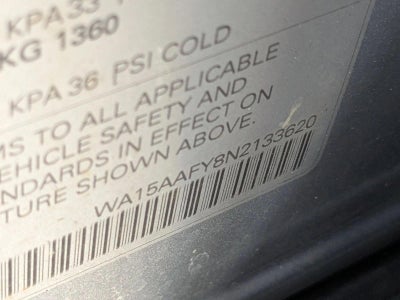 KPA 33
KG 1360
KPA 36 PSI COLD
MS TO ALL APPLICABLE
VEHICLE SAFETY AND
NDARDS IN EFFECT ON
TURE SHOWN ABOVE.
WA15AAFY8N2133620